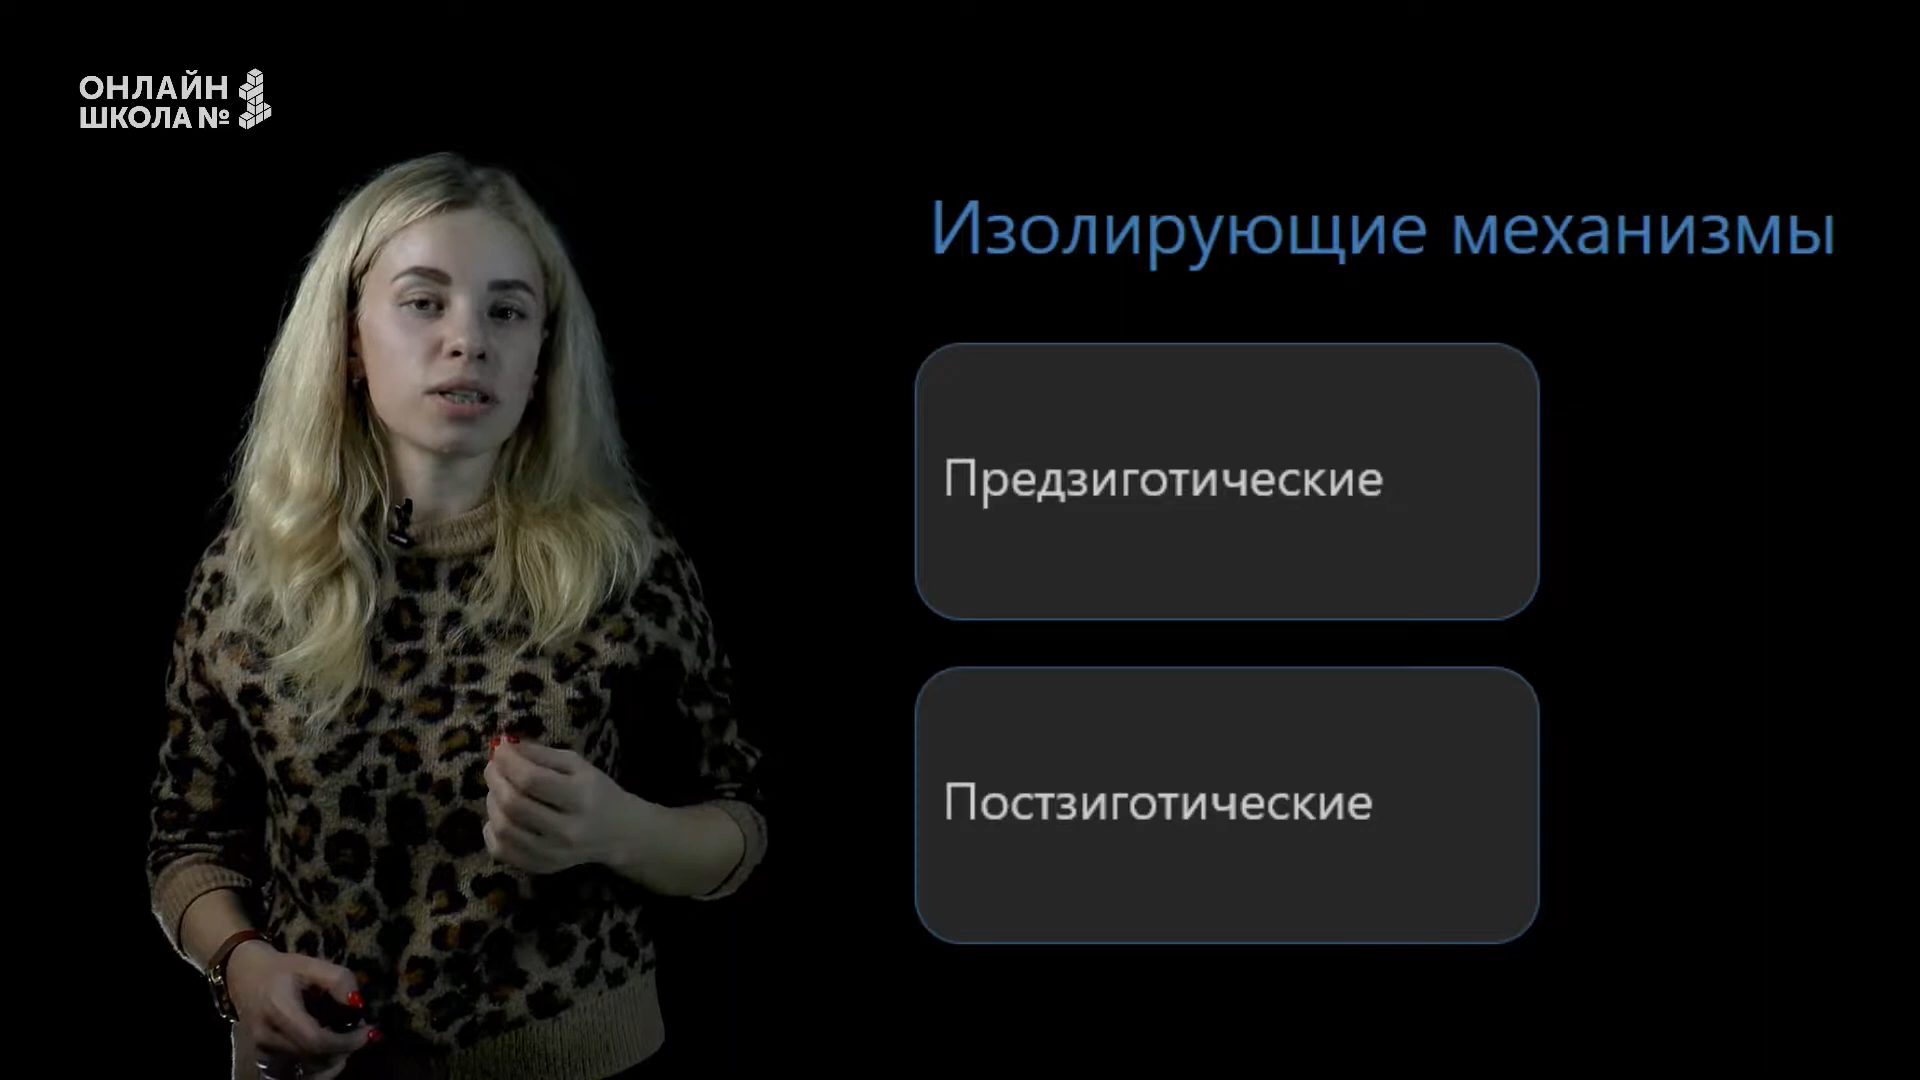 ОНЛАЙН
ШКОЛА №
Изолирующие механизмы
Предзиготические
Постзиготические